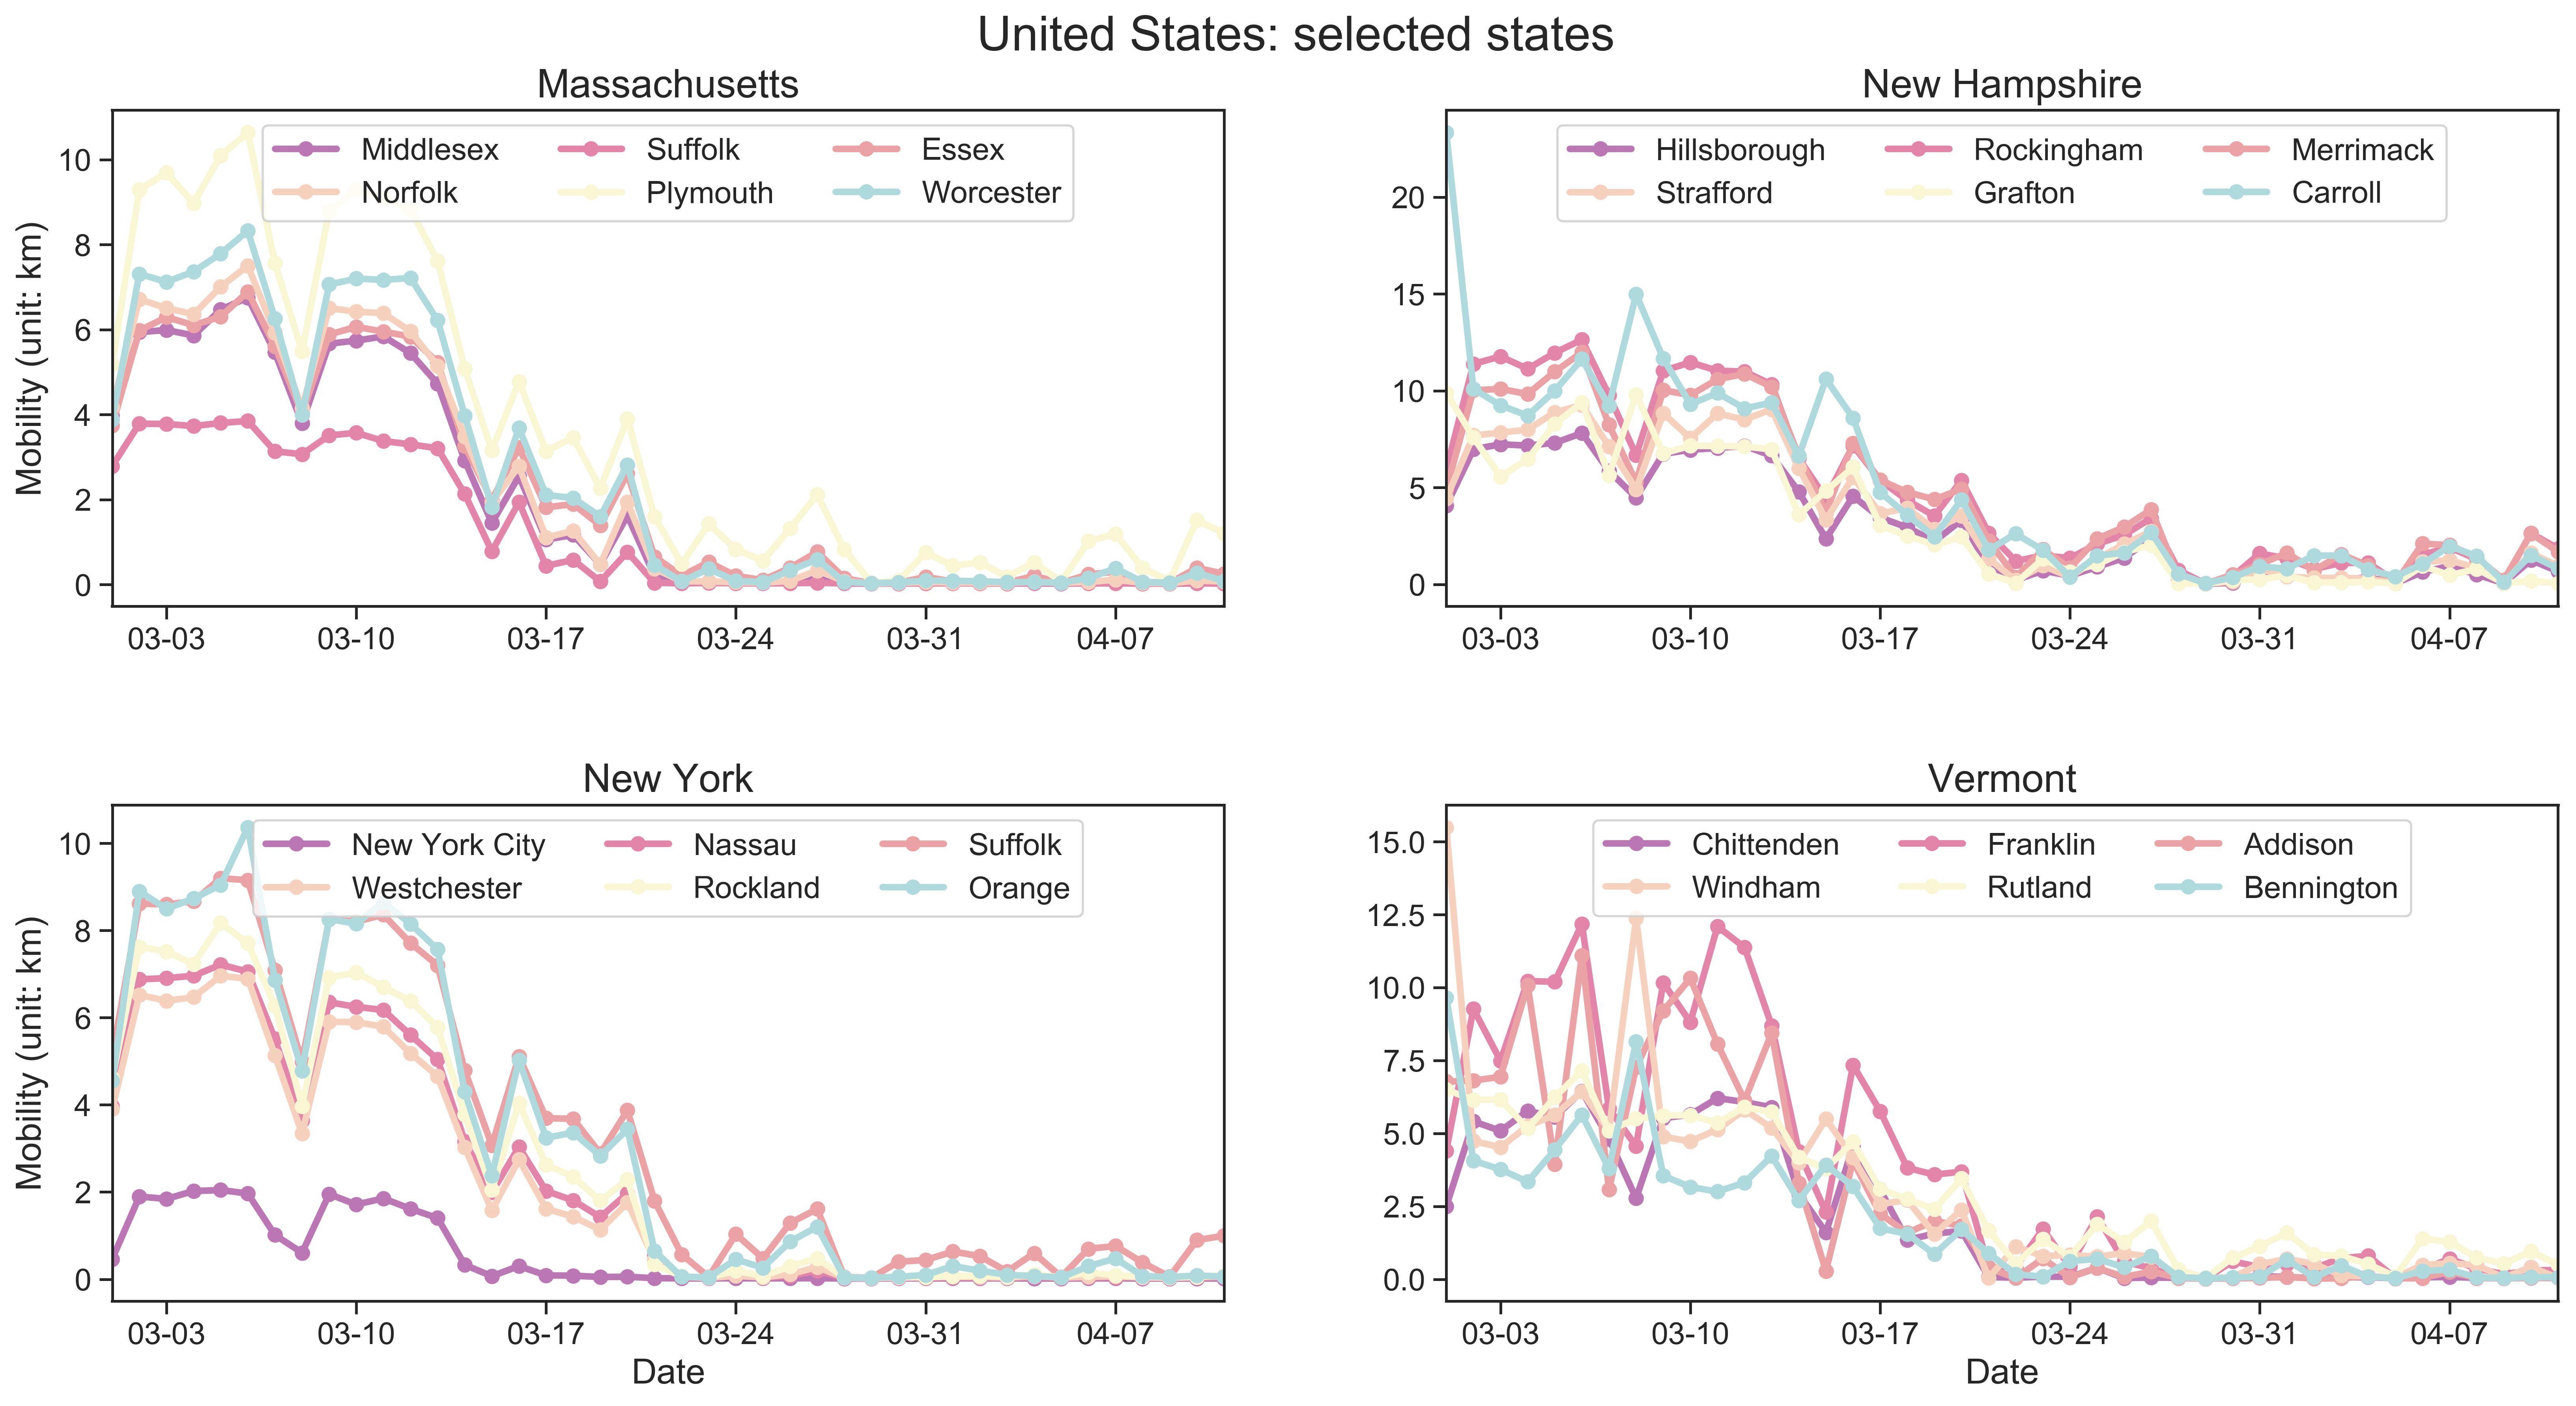 United States: selected states
Massachusetts
Middlesex Suffolk Essex
Norfolk Plymouth Worcester
Mobility (unit: km)
10
8
6
4
2
0
03-03 03-10 03-17 03-24 03-31 04-07
New Hampshire
Hillsborough Rockingham Merrimack
Strafford Grafton Carroll
20
15
10
5
0
03-03 03-10 03-17 03-24 03-31 04-07
New York
New York City Nassau Suffolk
Westchester Rockland Orange
Mobility (unit: km)
10
8
6
4
2
0
03-03 03-10 03-17 03-24 03-31 04-07
Date
Vermont
Chittenden Franklin Addison
Windham Rutland Bennington
15.0
12.5
10.0
7.5
5.0
2.5
0.0
03-03 03-10 03-17 03-24 03-31 04-07
Date